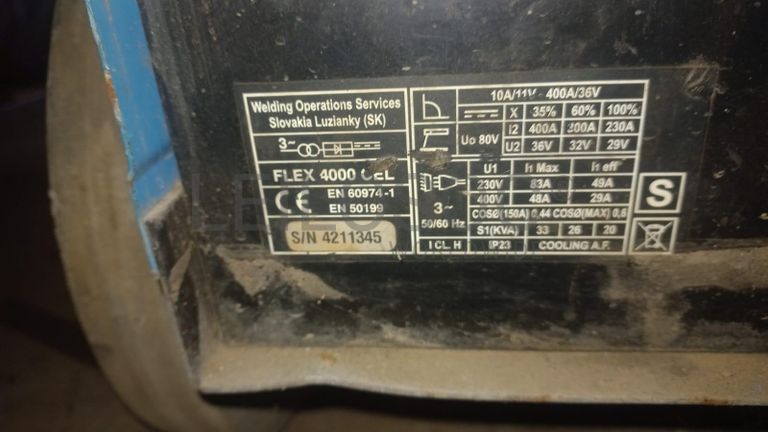 Welding Operations Services
Slovakia Luzianky (SK)
3~
FLEX 4000 CEL
CE EN 60974-1
EN 50199
S/N 4211345
10A/11V - 400A/36V
X 35% 60% 100%
Uo 80V
I2 400A 300A 230A
U2 36V 32V 29V
U1 I1 Max I1 eff
230V 83A 49A
400V 48A 29A
3~
50/60 Hz
COSØ(150A) 0,44 COSØ(MAX) 0,6
S1(KVA) 33 26 20
I CL. H IP23 COOLING A.F.
S